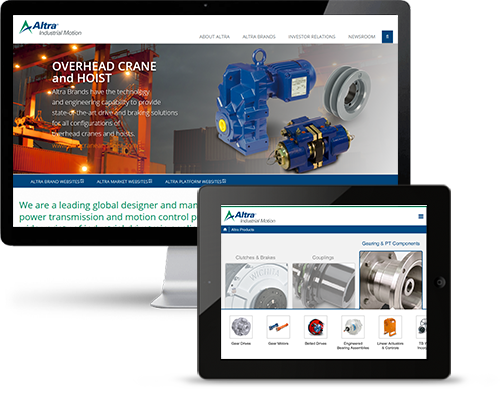 Altra
Industrial Motion
ABOUT ALTRA ALTRA BRANDS INVESTOR RELATIONS NEWSROOM
OVERHEAD CRANE
and HOIST
Altra Brands have the technology
and engineering capability to provide
state-of-the-art drive and braking solutions
for all configurations of
overhead cranes and hoists.
ALTRA BRAND WEBSITES ALTRA MARKET WEBSITES ALTRA PLATFORM WEBSITES
We are a leading global designer and man
power transmission and motion control p
Altra
Industrial Motion
Altra Products
Gearing & PT Components
Clutches & Brakes Couplings
WICHITA
Gear Drives Gear Motors Belted Drives Engineered Bearing Assemblies Linear Actuators & Controls